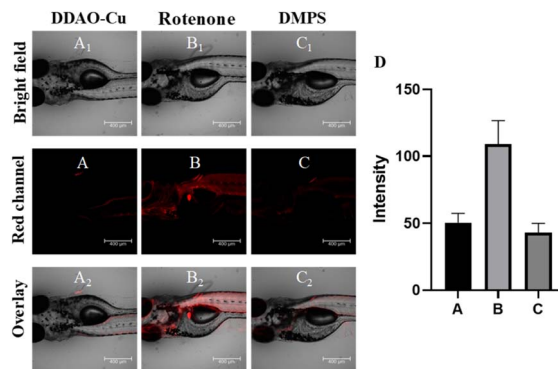 DDAO-Cu Rotenone DMPS
Bright field
A1 B1 C1
400 μm 400 μm 400 μm
Red channel
A B C
400 μm 400 μm 400 μm
Overlay
A2 B2 C2
400 μm 400 μm 400 μm
D
Intensity
150
100
50
0
A B C